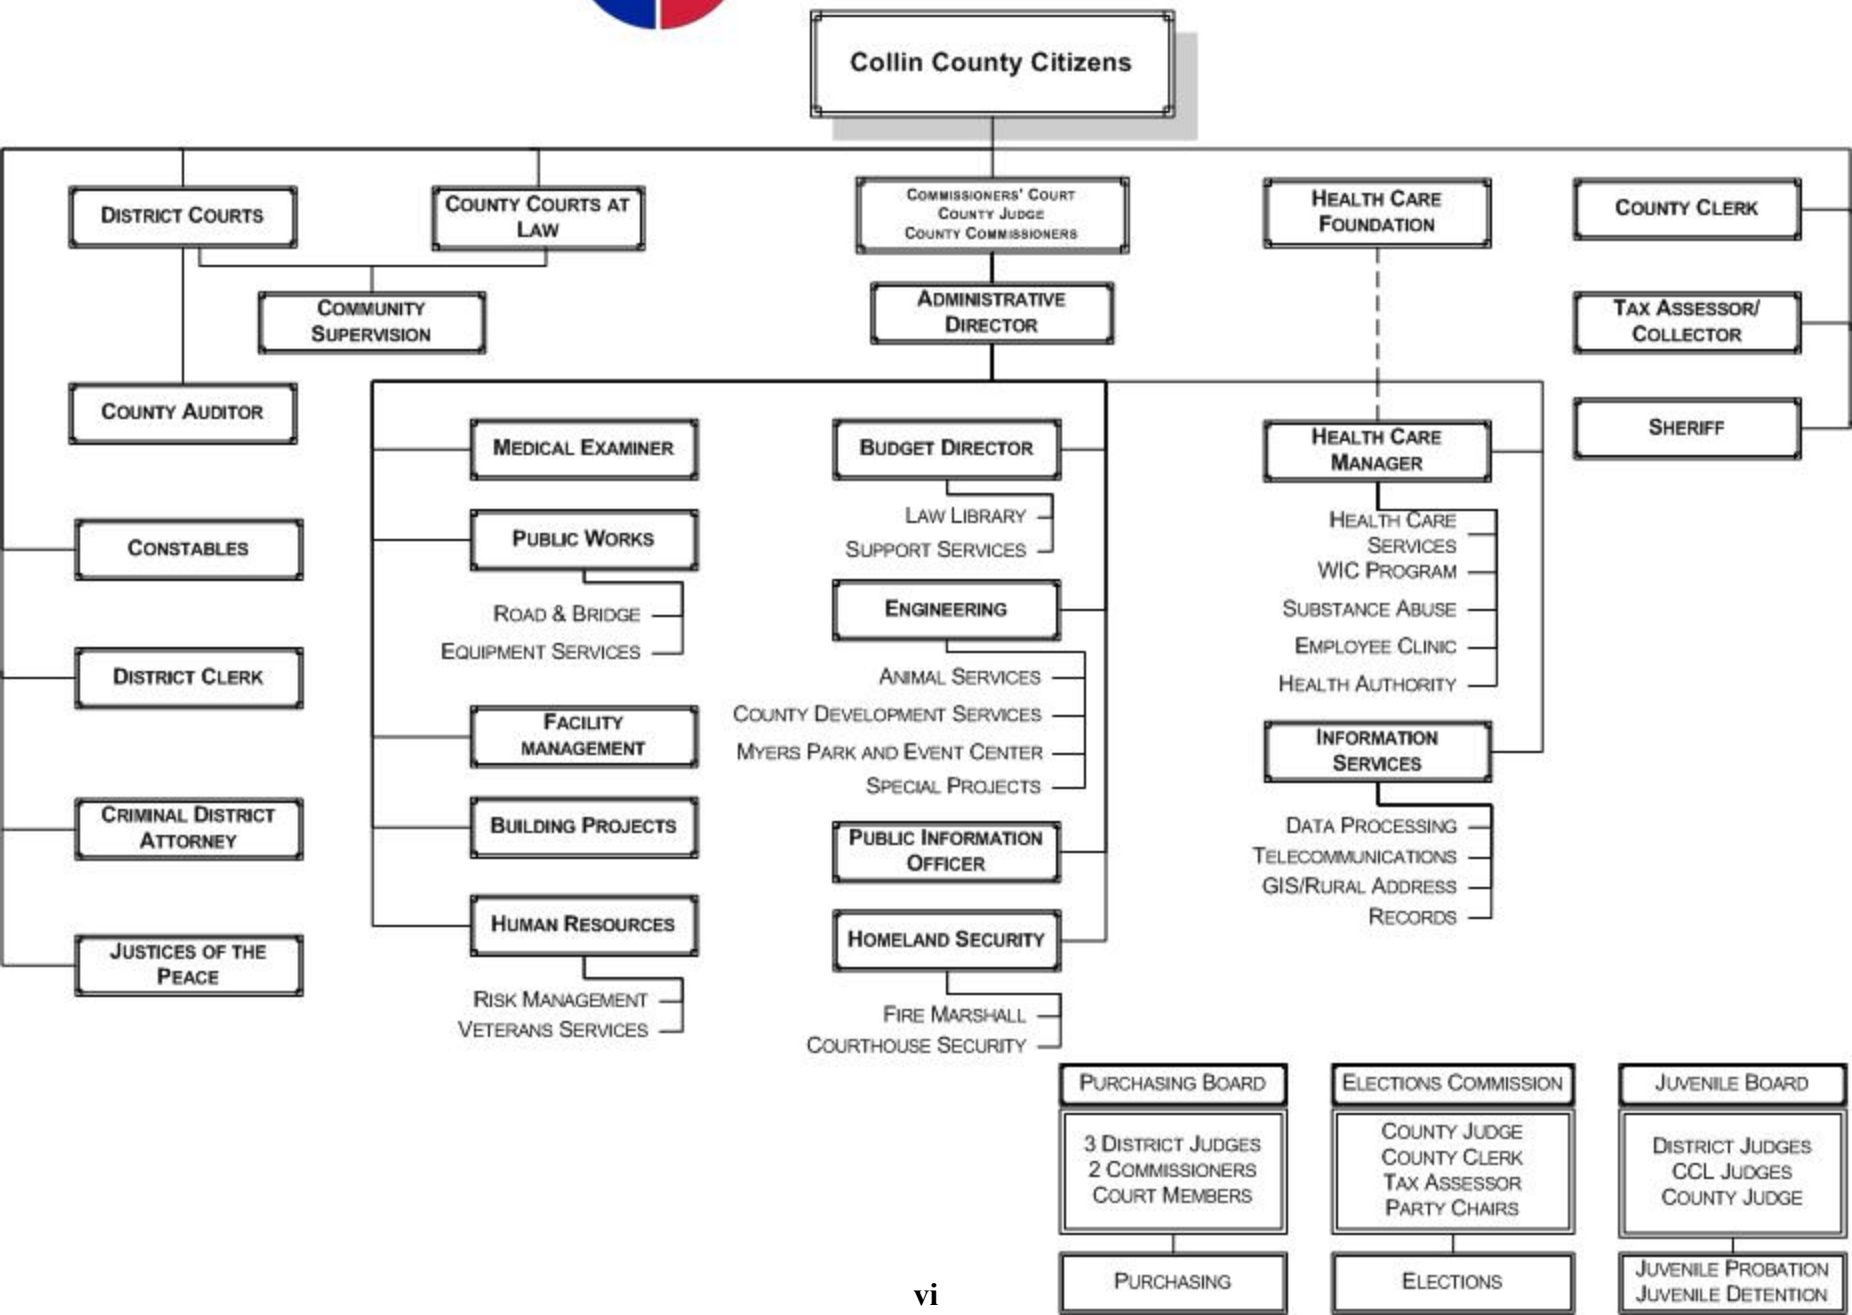 Collin County Citizens
DISTRICT COURTS
COUNTY COURTS AT
LAW
COMMUNITY
SUPERVISION
COUNTY AUDITOR
CONSTABLES
DISTRICT CLERK
CRIMINAL DISTRICT
ATTORNEY
JUSTICES OF THE
PEACE
COMMISSIONERS' COURT
COUNTY JUDGE
COUNTY COMMISSIONERS
ADMINISTRATIVE
DIRECTOR
MEDICAL EXAMINER
PUBLIC WORKS
ROAD & BRIDGE
EQUIPMENT SERVICES
FACILITY
MANAGEMENT
BUILDING PROJECTS
HUMAN RESOURCES
RISK MANAGEMENT
VETERANS SERVICES
BUDGET DIRECTOR
LAW LIBRARY
SUPPORT SERVICES
ENGINEERING
ANIMAL SERVICES
COUNTY DEVELOPMENT SERVICES
MYERS PARK AND EVENT CENTER
SPECIAL PROJECTS
PUBLIC INFORMATION
OFFICER
HOMELAND SECURITY
FIRE MARSHALL
COURTHOUSE SECURITY
HEALTH CARE
FOUNDATION
HEALTH CARE
MANAGER
HEALTH CARE
SERVICES
WIC PROGRAM
SUBSTANCE ABUSE
EMPLOYEE CLINIC
HEALTH AUTHORITY
INFORMATION
SERVICES
DATA PROCESSING
TELECOMMUNICATIONS
GIS/RURAL ADDRESS
RECORDS
COUNTY CLERK
TAX ASSESSOR/
COLLECTOR
SHERIFF
PURCHASING BOARD
3 DISTRICT JUDGES
2 COMMISSIONERS
COURT MEMBERS
PURCHASING
ELECTIONS COMMISSION
COUNTY JUDGE
COUNTY CLERK
TAX ASSESSOR
PARTY CHAIRS
ELECTIONS
JUVENILE BOARD
DISTRICT JUDGES
CCL JUDGES
COUNTY JUDGE
JUVENILE PROBATION
JUVENILE DETENTION
vi